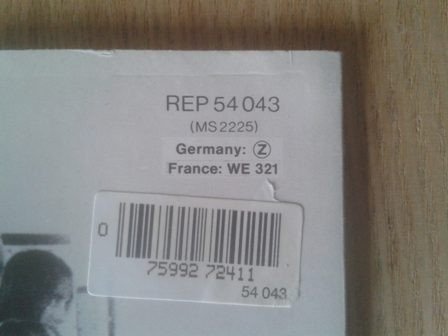 REP 54 043
(MS 2225)
Germany: Ⓩ
France: WE 321
0
75992 72411
54 043